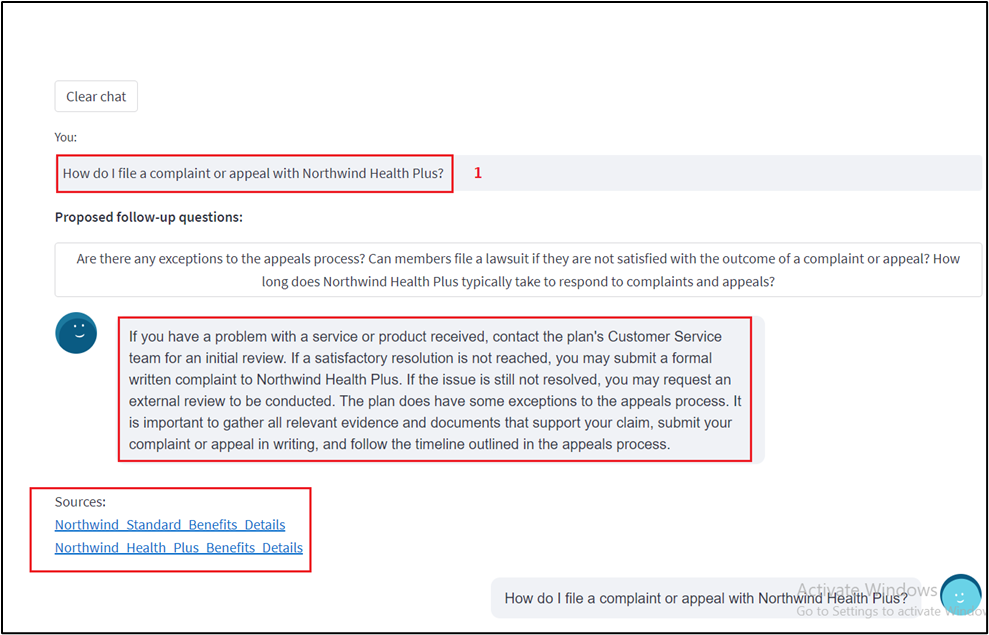 Clear chat
You:
How do I file a complaint or appeal with Northwind Health Plus?
1
Proposed follow-up questions:
Are there any exceptions to the appeals process? Can members file a lawsuit if they are not satisfied with the outcome of a complaint or appeal? How
long does Northwind Health Plus typically take to respond to complaints and appeals?
If you have a problem with a service or product received, contact the plan's Customer Service
team for an initial review. If a satisfactory resolution is not reached, you may submit a formal
written complaint to Northwind Health Plus. If the issue is still not resolved, you may request an
external review to be conducted. The plan does have some exceptions to the appeals process. It
is important to gather all relevant evidence and documents that support your claim, submit your
complaint or appeal in writing, and follow the timeline outlined in the appeals process.
Sources:
Northwind_Standard_Benefits_Details
Northwind_Health_Plus_Benefits_Details
Activate Windows
How do I file a complaint or appeal with Northwind Health Plus?
Go to Settings to activate Windows